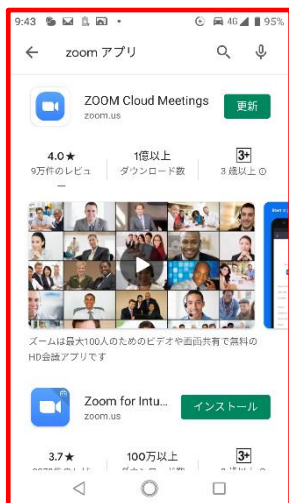 9:43 4G 95%
zoom アプリ
ZOOM Cloud Meetings
zoom.us
更新
4.0★ 1億以上 3+
9万件のレビュー ダウンロード数 3 歳以上
ズームは最大100人のためのビデオや画面共有で無料の
HD会議アプリです
Zoom for Intu...
zoom.us
インストール
3.7★ 100万以上 3+